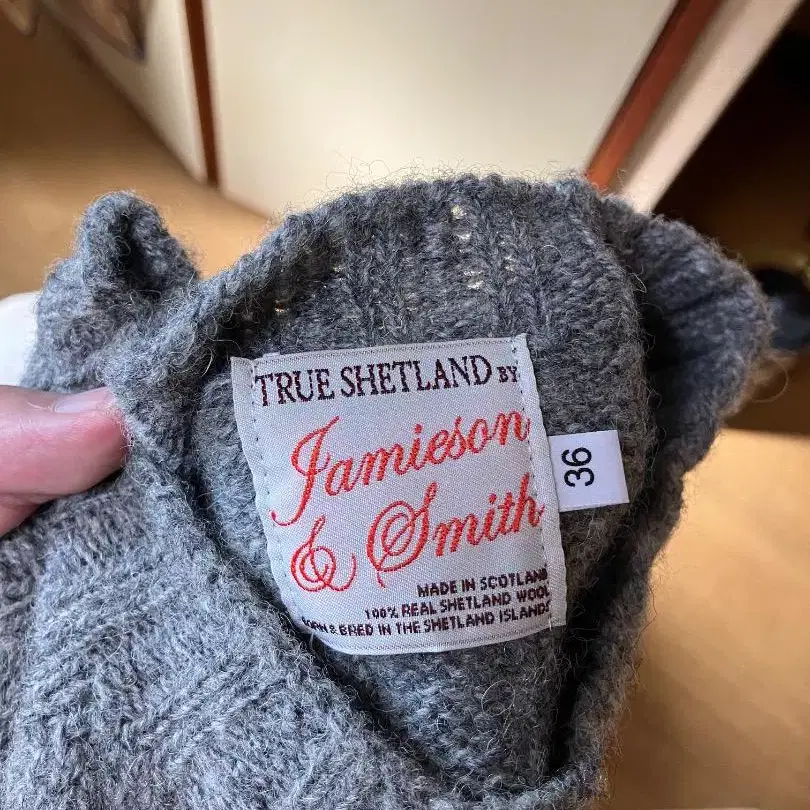 TRUE SHETLAND BY
Jamieson
& Smith
MADE IN SCOTLAND
100% REAL SHETLAND WOOL
BORN & BRED IN THE SHETLAND ISLANDS
36